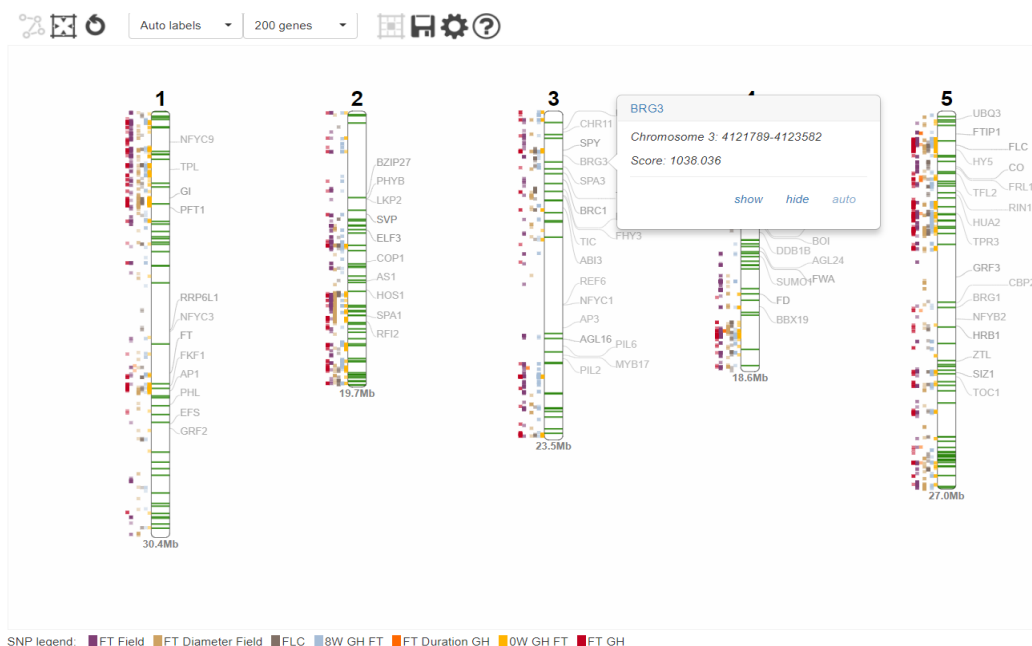 Auto labels
200 genes
1
NFYC9
TPL
GI
PFT1
RRP6L1
NFYC3
FT
FKF1
AP1
PHL
EFS
GRF2
30.4Mb
2
BZIP27
PHYB
LKP2
SVP
ELF3
COP1
AS1
HOS1
SPA1
RFI2
19.7Mb
3
CHR11
SPY
BRG3
SPA3
BRC1
FHY3
TIC
ABI3
REF6
NFYC1
AP3
AGL16
PIL6
MYB17
PIL2
23.5Mb
BRG3
Chromosome 3: 4121789-4123582
Score: 1038.036
show hide auto
BOI
DDB1B
AGL24
SUMO1
FWA
FD
BBX19
18.6Mb
5
UBQ3
FTIP1
FLC
HY5
CO
FRL1
TFL2
RIN1
HUA2
TPR3
GRF3
CBP2
BRG1
NFYB2
HRB1
ZTL
SIZ1
TOC1
27.0Mb
SNP legend: FT Field FT Diameter Field FLC 8W GH FT FT Duration GH 0W GH FT FT GH